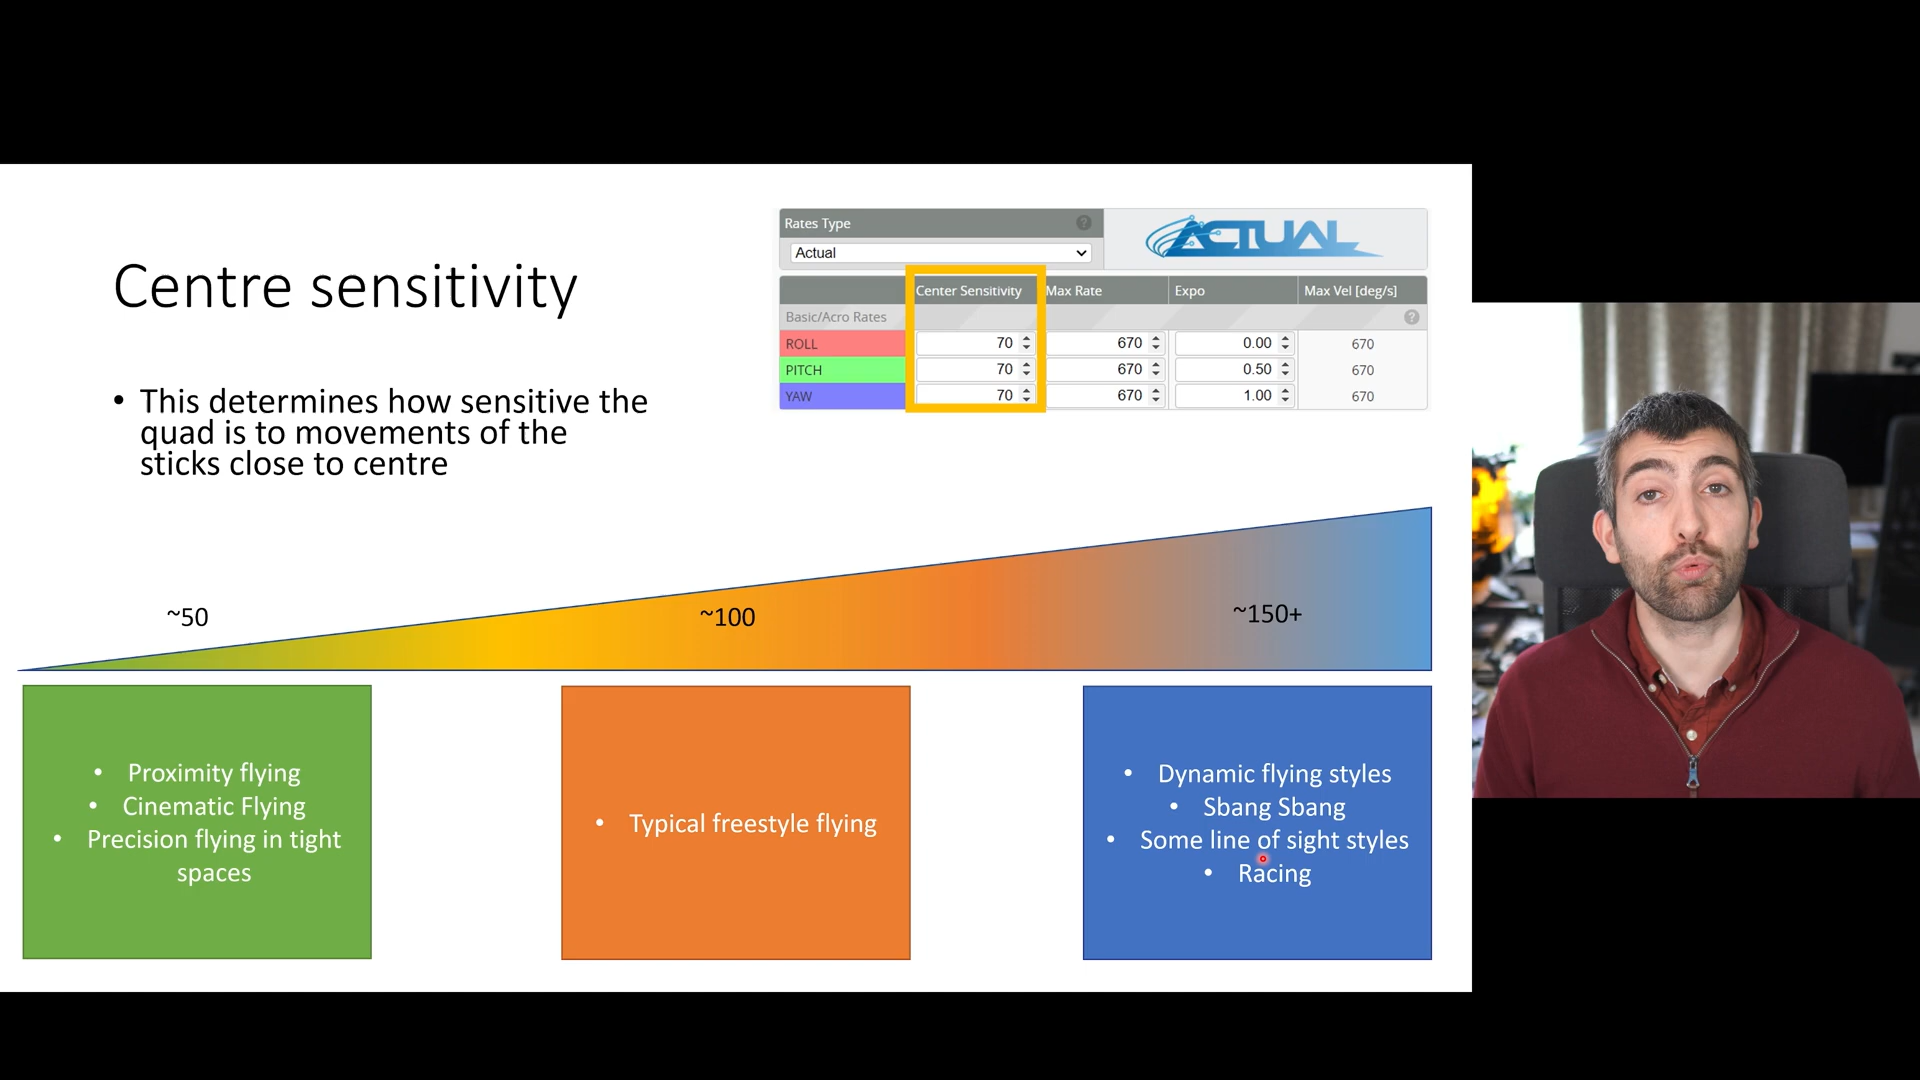 Rates Type
ACTUAL
Actual
Centre sensitivity
Center Sensitivity Max Rate Expo Max Vel [deg/s]
Basic/Acro Rates
ROLL 70 670 0.00 670
PITCH 70 670 0.50 670
YAW 70 670 1.00 670
• This determines how sensitive the
quad is to movements of the
sticks close to centre
~50
~100
~150+
• Proximity flying
• Cinematic Flying
• Precision flying in tight
spaces
• Typical freestyle flying
• Dynamic flying styles
• Sbang Sbang
• Some line of sight styles
• Racing